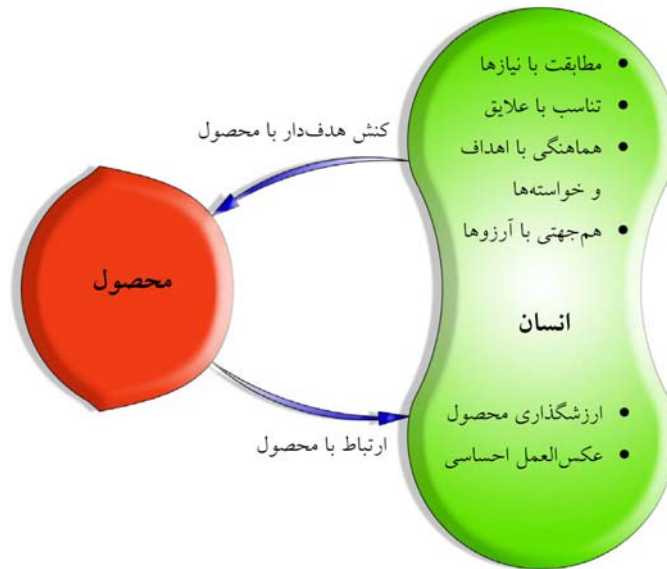 • مطابقت با نیازها
• تناسب با علایق
• هماهنگی با اهداف
و خواسته‌ها
• هم‌جهتی با آرزوها
انسان
• ارزشگذاری محصول
• عکس‌العمل احساسی
کنش هدف‌دار با محصول
محصول
ارتباط با محصول